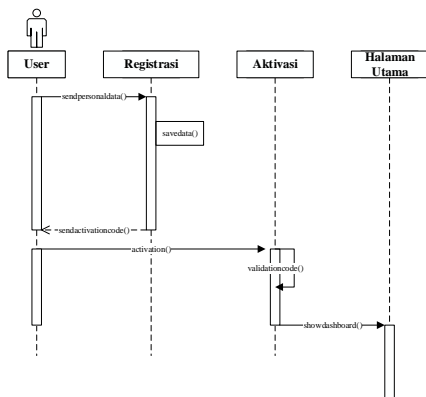 User
Registrasi
Aktivasi
Halaman
Utama
sendpersonaldata()
savedata()
sendactivationcode()
activation()
validationcode()
showdashboard()